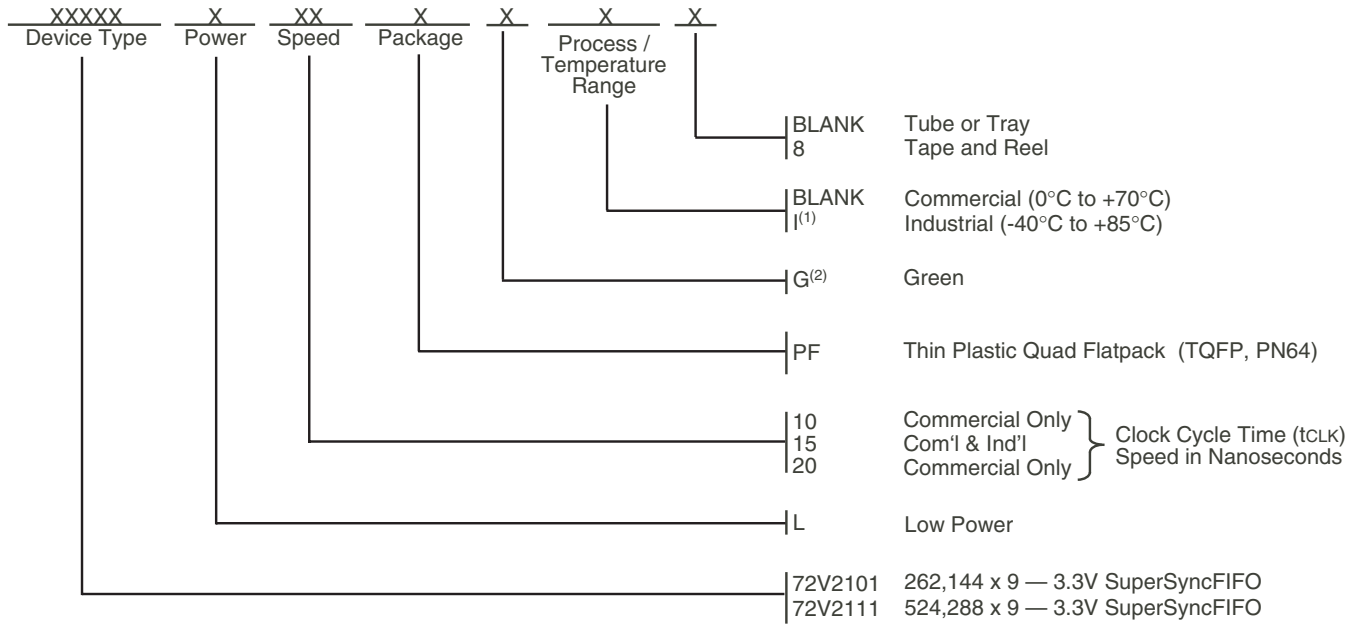 XXXXX X XX X X X X
Device Type Power Speed Package Process /
Temperature
Range
BLANK Tube or Tray
8 Tape and Reel
BLANK Commercial (0°C to +70°C)
I(1) Industrial (-40°C to +85°C)
G(2) Green
PF Thin Plastic Quad Flatpack (TQFP, PN64)
10 Commercial Only
15 Com'l & Ind'l
20 Commercial Only
Clock Cycle Time (tCLK)
Speed in Nanoseconds
L Low Power
72V2101 262,144 x 9 — 3.3V SuperSyncFIFO
72V2111 524,288 x 9 — 3.3V SuperSyncFIFO